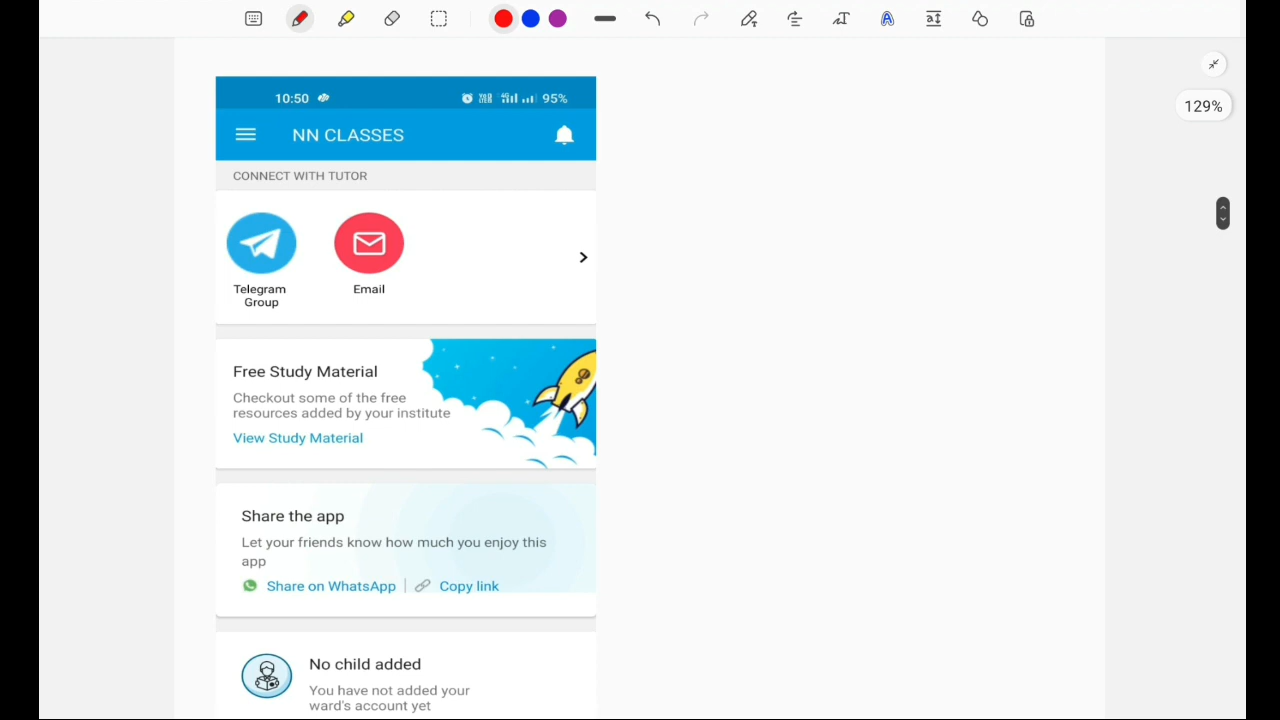 129%
10:50 95%
NN CLASSES
CONNECT WITH TUTOR
Telegram
Group
Email
Free Study Material
Checkout some of the free
resources added by your institute
View Study Material
Share the app
Let your friends know how much you enjoy this
app
Share on WhatsApp | Copy link
No child added
You have not added your
ward's account yet